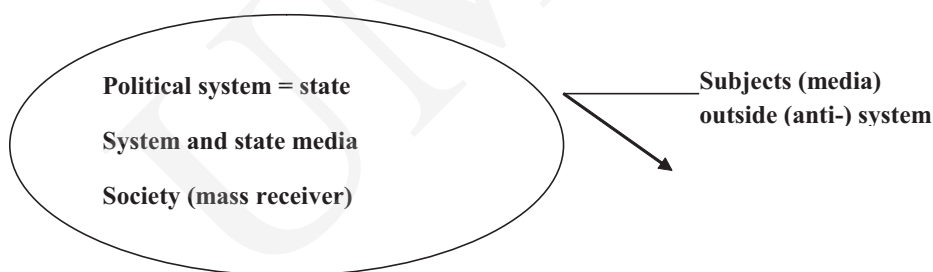 Political system = state
System and state media
Society (mass receiver)
Subjects (media)
outside (anti-) system